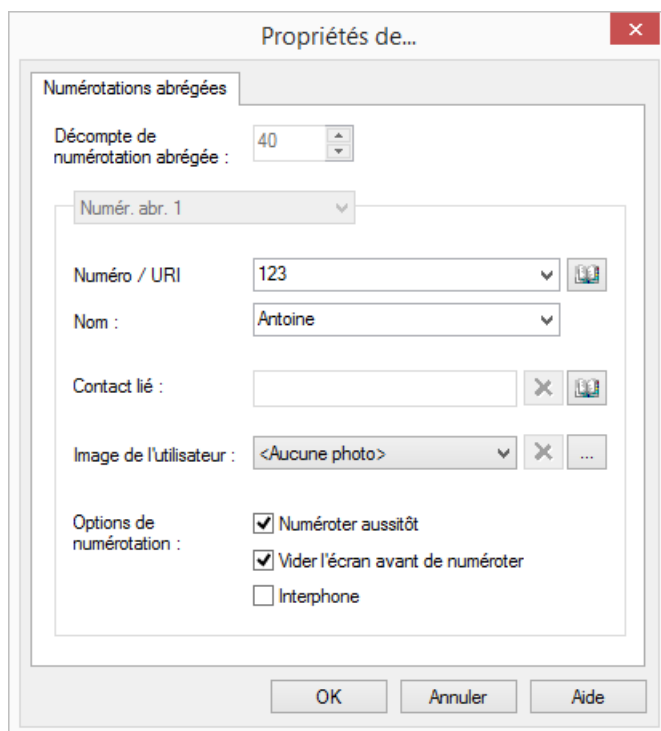 Propriétés de...
Numérotations abrégées
Décompte de
numérotation abrégée :
40
Numér. abr. 1
Numéro / URI
123
Nom :
Antoine
Contact lié :
Image de l'utilisateur :
<Aucune photo>
...
Options de
numérotation :
Numéroter aussitôt
Vider l'écran avant de numéroter
Interphone
OK
Annuler
Aide